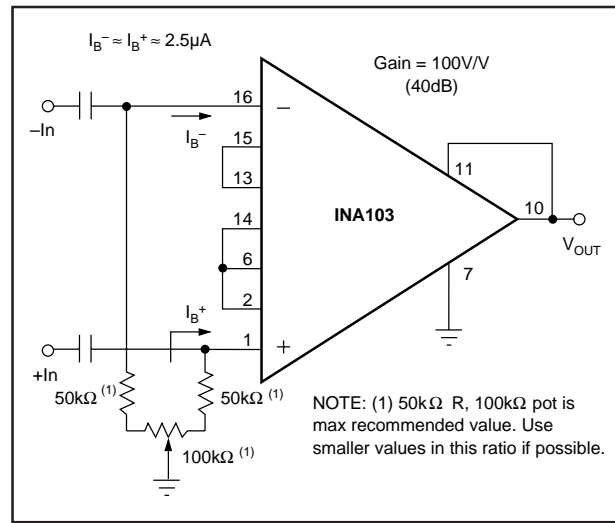 I_B^– ≈ I_B^+ ≈ 2.5µA
Gain = 100V/V
(40dB)
16
–
–In
I_B^–
15
13
11
INA103
10
V_OUT
14
6
7
2
I_B^+
1
+
+In
50kΩ (1)
50kΩ (1)
100kΩ (1)
NOTE: (1) 50kΩ R, 100kΩ pot is
max recommended value. Use
smaller values in this ratio if possible.